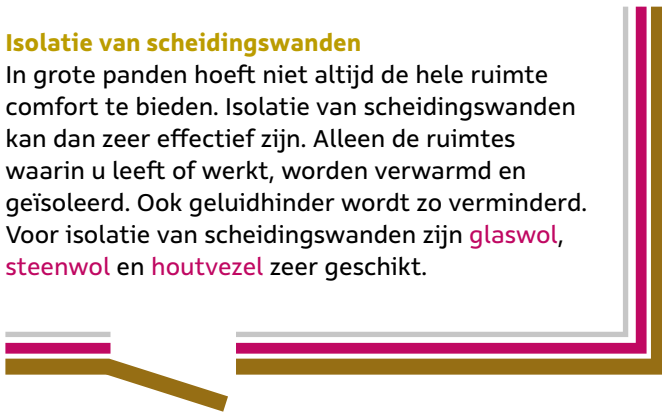 Isolatie van scheidingswanden
In grote panden hoeft niet altijd de hele ruimte
comfort te bieden. Isolatie van scheidingswanden
kan dan zeer effectief zijn. Alleen de ruimtes
waarin u leeft of werkt, worden verwarmd en
geïsoleerd. Ook geluidhinder wordt zo verminderd.
Voor isolatie van scheidingswanden zijn glaswol,
steenwol en houtvezel zeer geschikt.